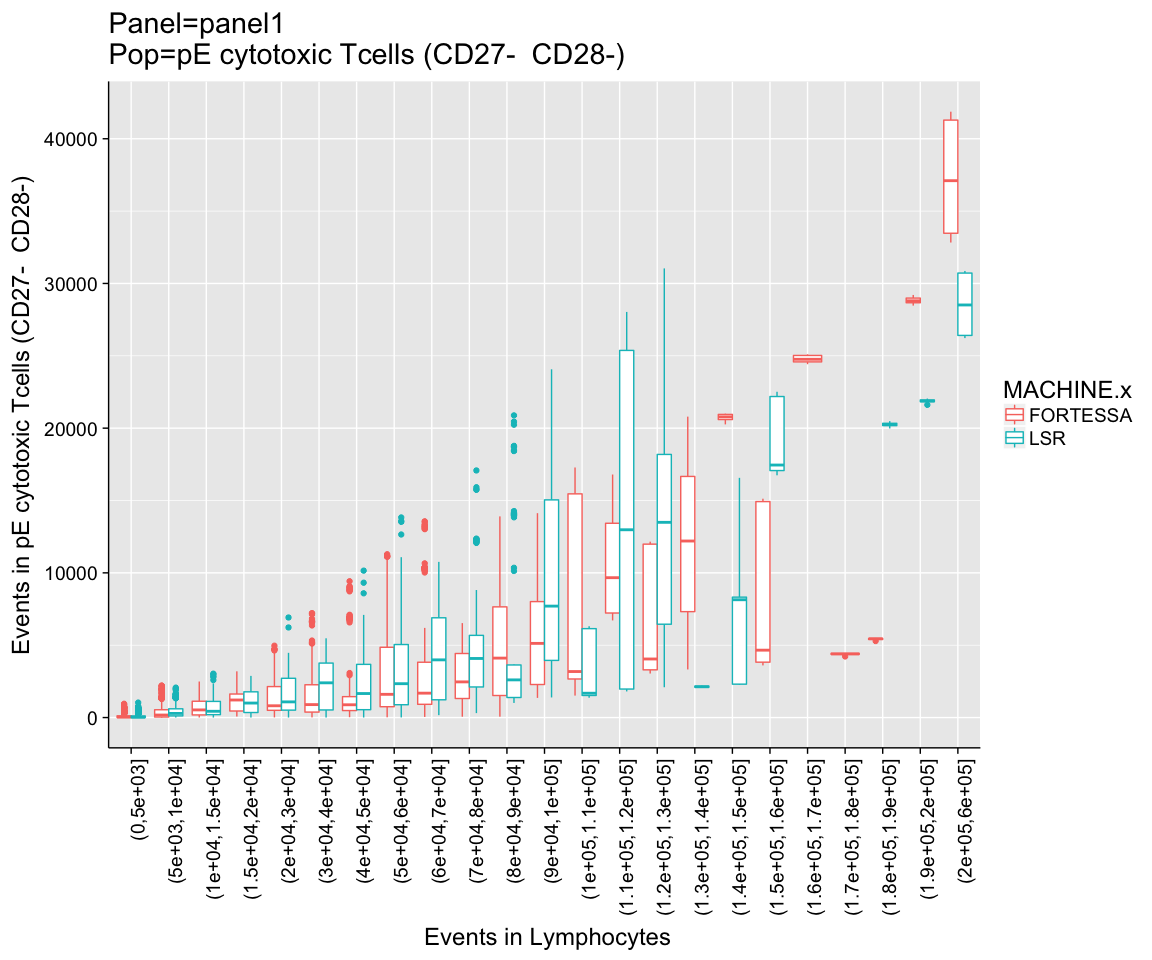 Panel=panel1
Pop=pE cytotoxic Tcells (CD27-  CD28-)
Events in pE cytotoxic Tcells (CD27-  CD28-)
40000
30000
20000
10000
0
(0,5e+03]
(5e+03,1e+04]
(1e+04,1.5e+04]
(1.5e+04,2e+04]
(2e+04,3e+04]
(3e+04,4e+04]
(4e+04,5e+04]
(5e+04,6e+04]
(6e+04,7e+04]
(7e+04,8e+04]
(8e+04,9e+04]
(9e+04,1e+05]
(1e+05,1.1e+05]
(1.1e+05,1.2e+05]
(1.2e+05,1.3e+05]
(1.3e+05,1.4e+05]
(1.4e+05,1.5e+05]
(1.5e+05,1.6e+05]
(1.6e+05,1.7e+05]
(1.7e+05,1.8e+05]
(1.8e+05,1.9e+05]
(1.9e+05,2e+05]
(2e+05,6e+05]
Events in Lymphocytes
MACHINE.x
FORTESSA
LSR